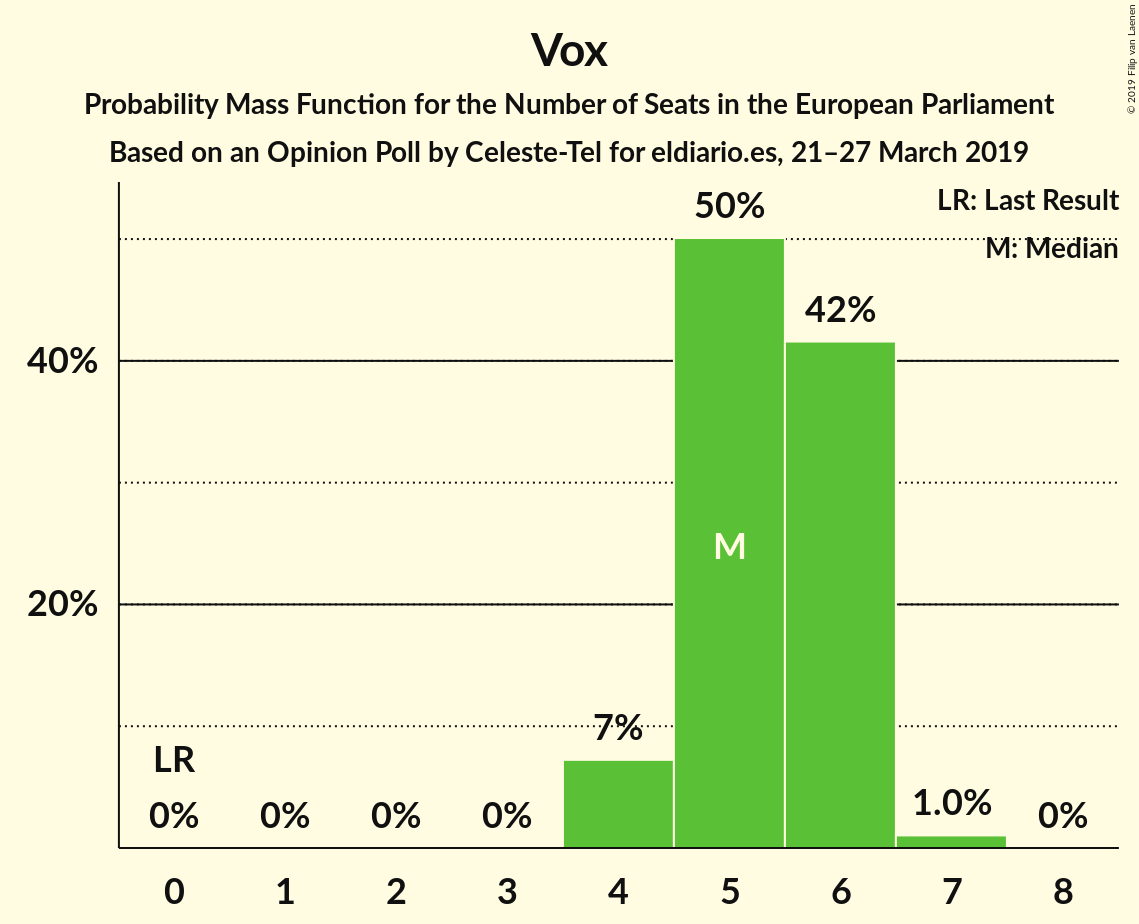 Vox
Probability Mass Function for the Number of Seats in the European Parliament
Based on an Opinion Poll by Celeste-Tel for eldiario.es, 21–27 March 2019
© 2019 Filip van Laenen
LR: Last Result
M: Median
50%
42%
40%
M
20%
7%
LR
0%
0%
0%
0%
1.0%
0%
0 1 2 3 4 5 6 7 8